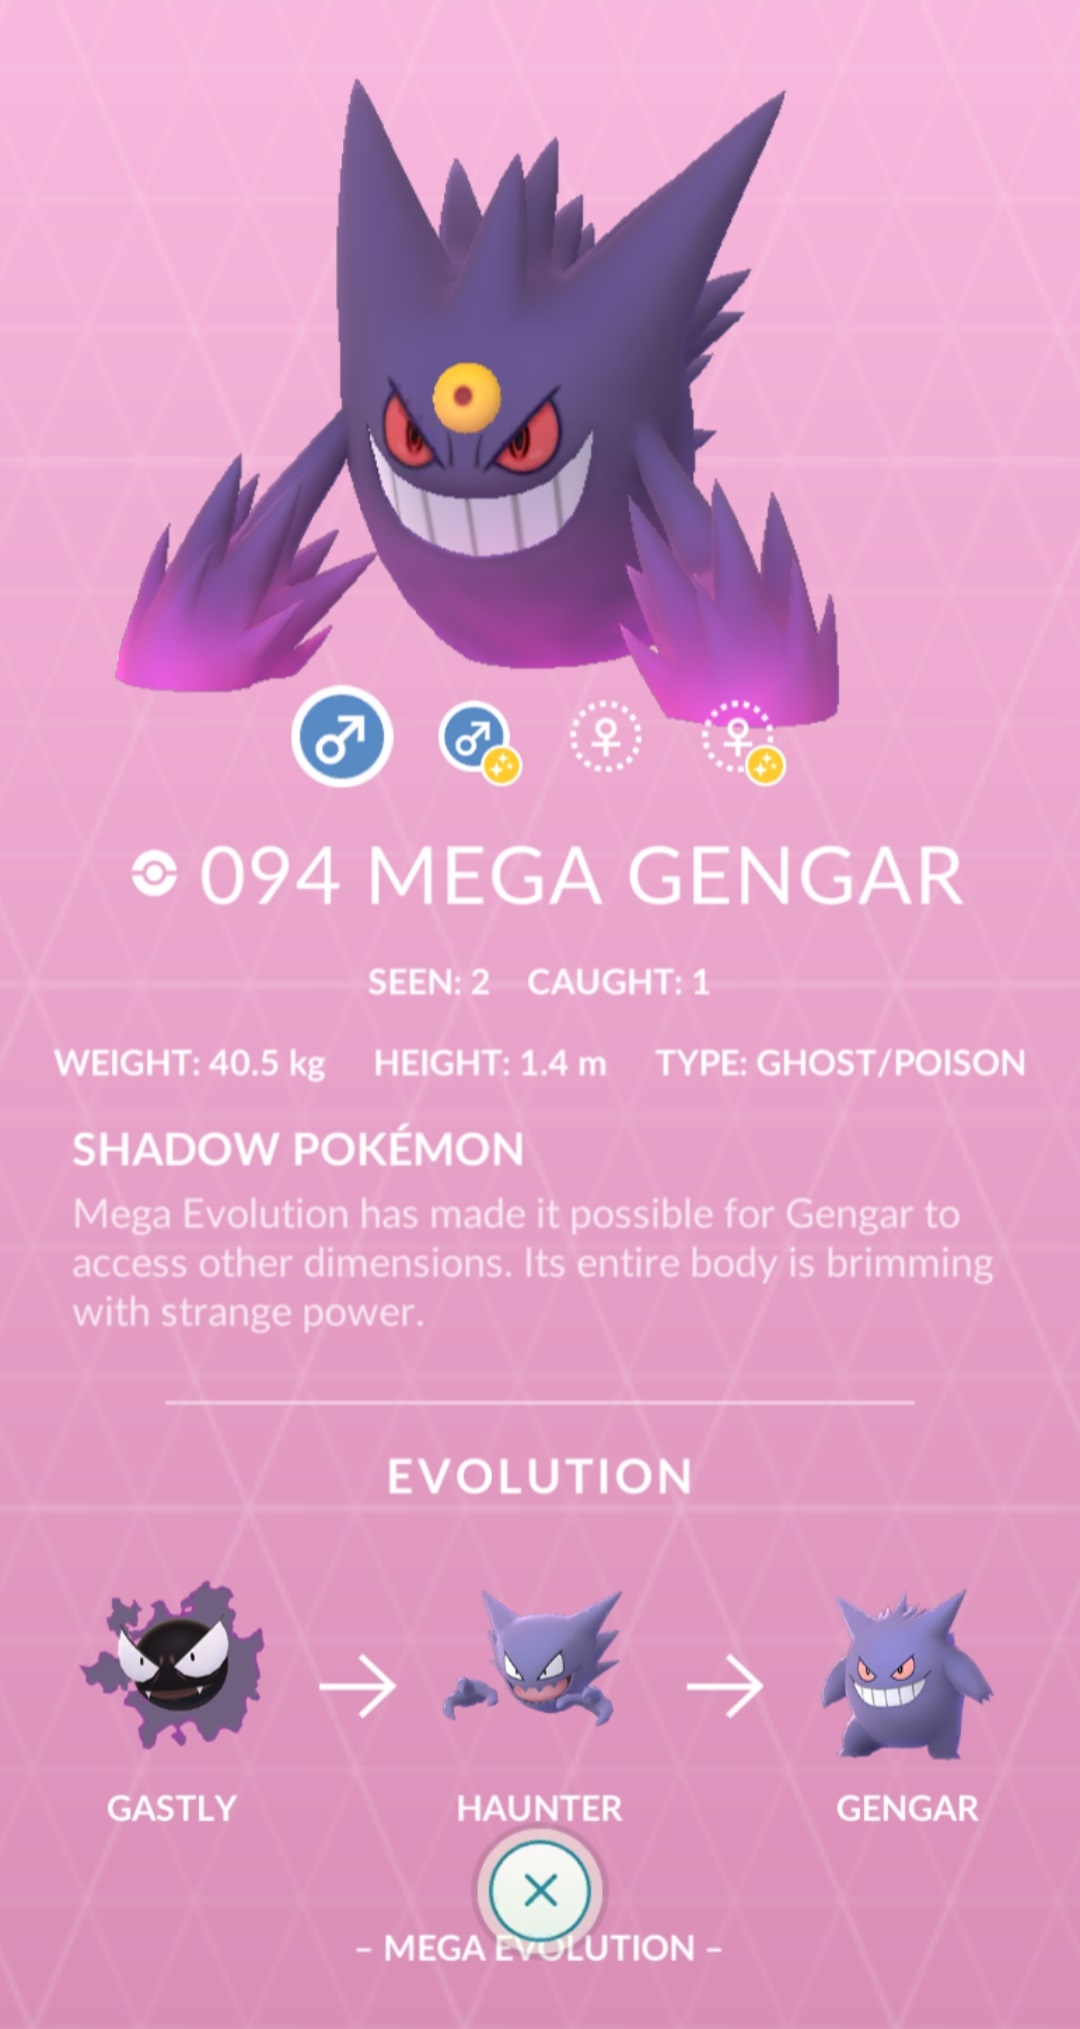 094 MEGA GENGAR
SEEN: 2 CAUGHT: 1
WEIGHT: 40.5 kg HEIGHT: 1.4 m TYPE: GHOST/POISON
SHADOW POKÉMON
Mega Evolution has made it possible for Gengar to
access other dimensions. Its entire body is brimming
with strange power.
EVOLUTION
GASTLY HAUNTER GENGAR
– MEGA EVOLUTION –